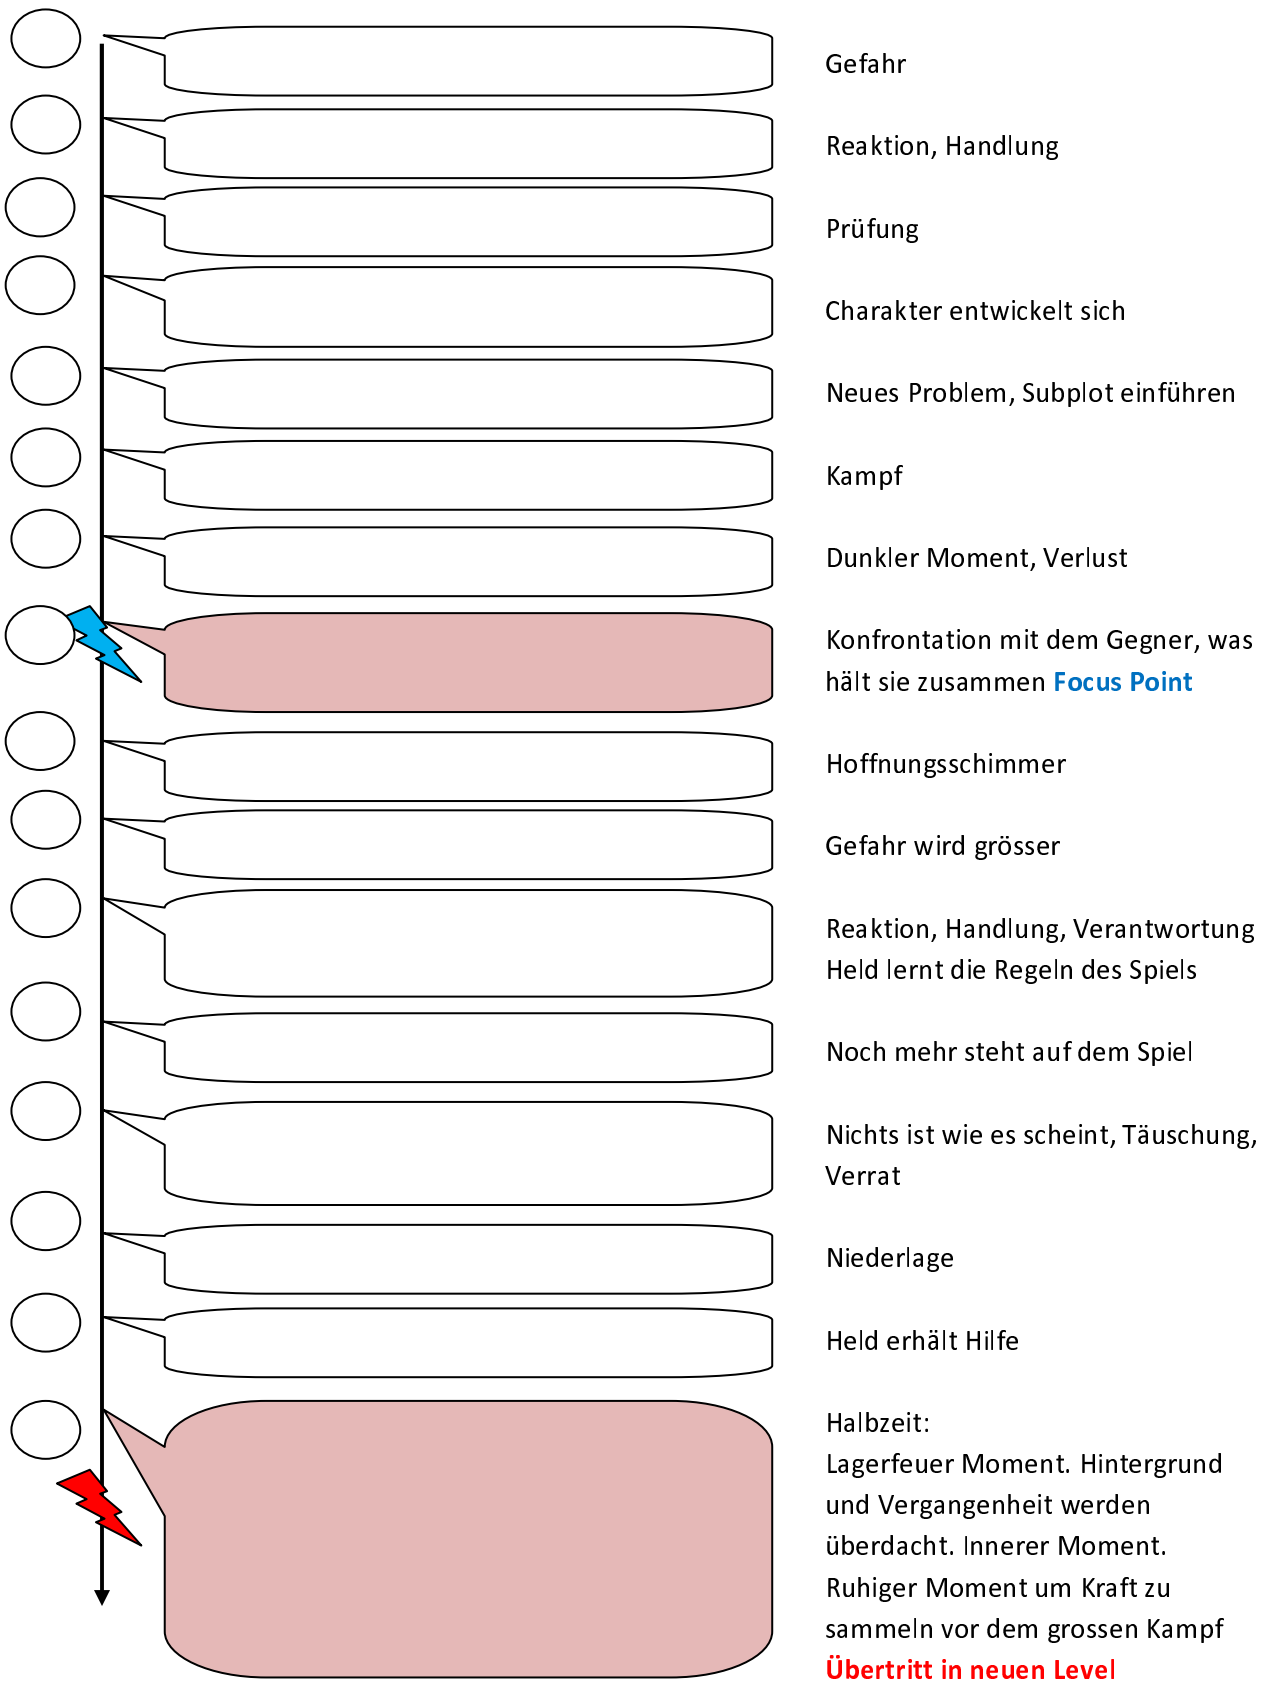 Gefahr
Reaktion, Handlung
Prüfung
Charakter entwickelt sich
Neues Problem, Subplot einführen
Kampf
Dunkler Moment, Verlust
Konfrontation mit dem Gegner, was
hält sie zusammen Focus Point
Hoffnungsschimmer
Gefahr wird grösser
Reaktion, Handlung, Verantwortung
Held lernt die Regeln des Spiels
Noch mehr steht auf dem Spiel
Nichts ist wie es scheint, Täuschung,
Verrat
Niederlage
Held erhält Hilfe
Halbzeit:
Lagerfeuer Moment. Hintergrund
und Vergangenheit werden
überdacht. Innerer Moment.
Ruhiger Moment um Kraft zu
sammeln vor dem grossen Kampf
Übertritt in neuen Level